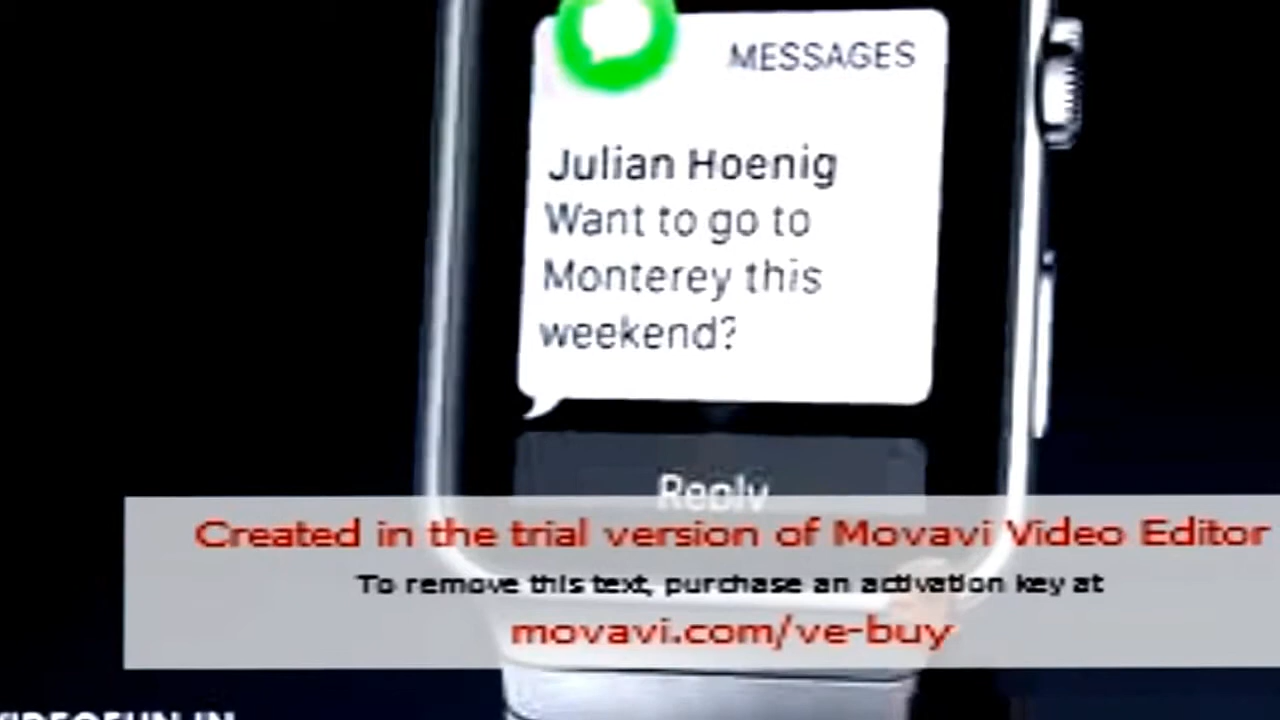 MESSAGES
Julian Hoenig
Want to go to
Monterey this
weekend?
Reply
Created in the trial version of Movavi Video Editor
To remove this text, purchase an activation key at
movavi.com/ve-buy